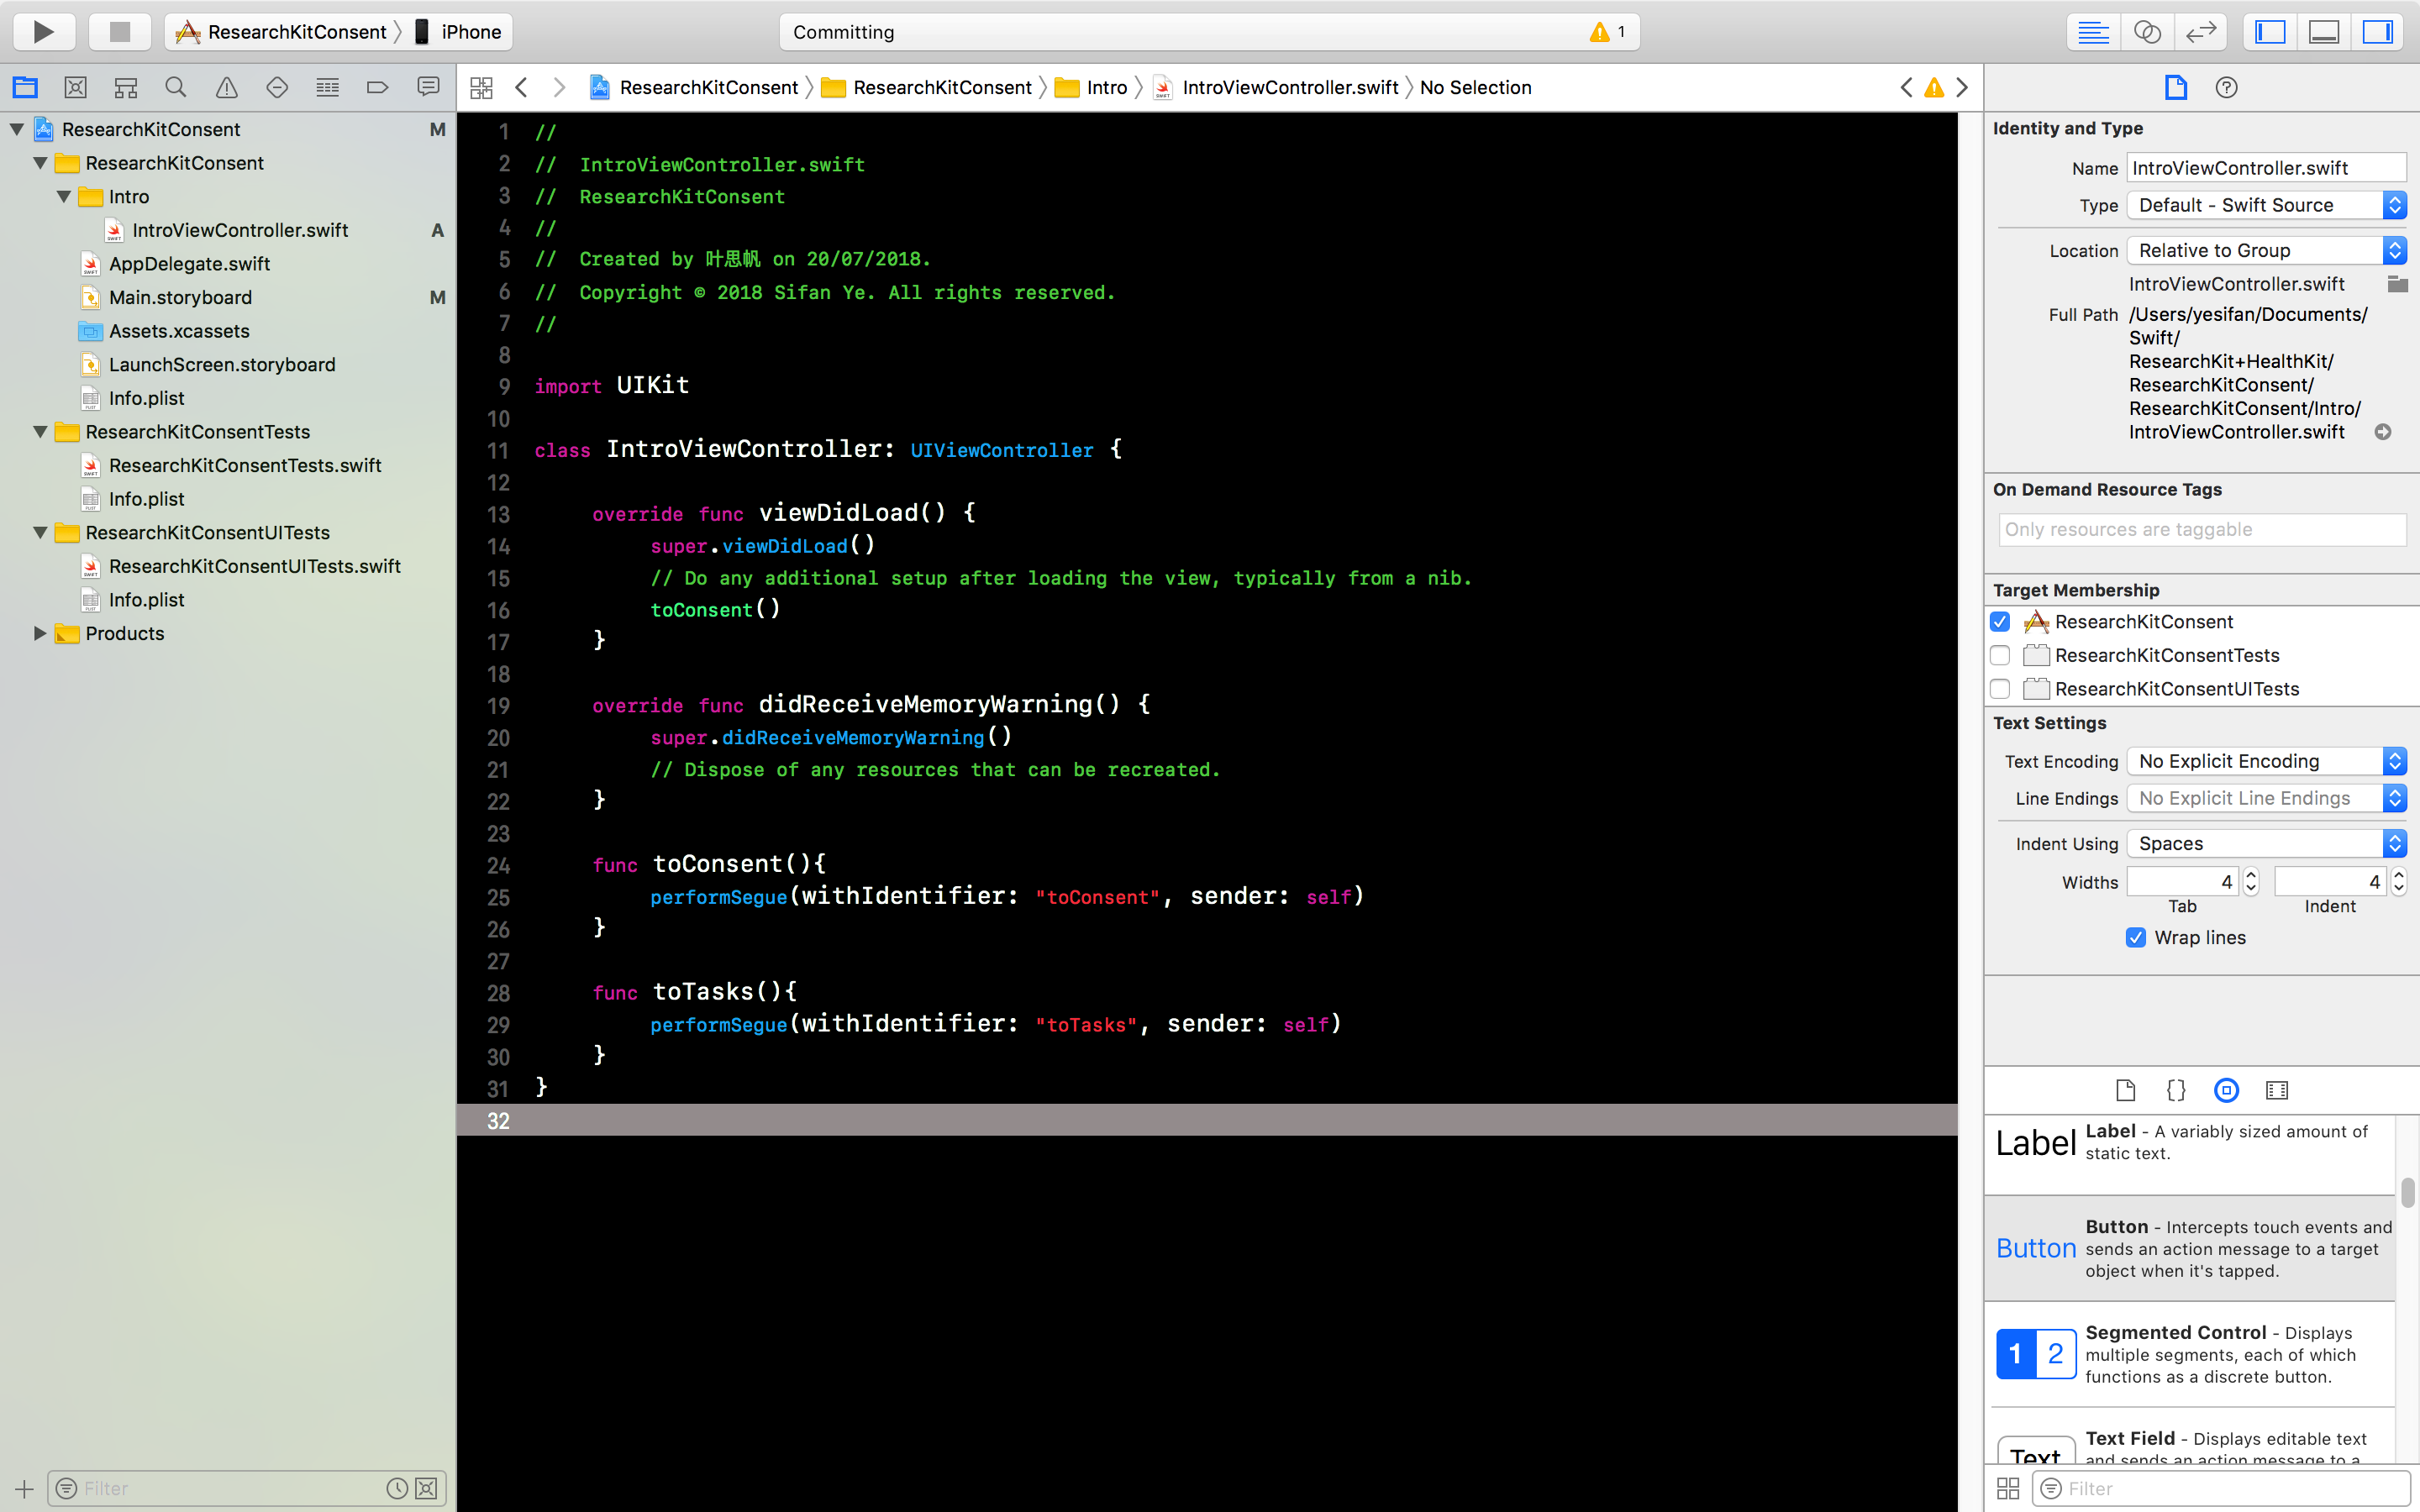 ResearchKitConsent 〉 iPhone
Committing
1
ResearchKitConsent M
ResearchKitConsent
Intro
IntroViewController.swift A
AppDelegate.swift
Main.storyboard M
Assets.xcassets
LaunchScreen.storyboard
Info.plist
ResearchKitConsentTests
ResearchKitConsentTests.swift
Info.plist
ResearchKitConsentUITests
ResearchKitConsentUITests.swift
Info.plist
Products
Filter
ResearchKitConsent 〉 ResearchKitConsent 〉 Intro 〉 IntroViewController.swift 〉 No Selection
1 //
2 //  IntroViewController.swift
3 //  ResearchKitConsent
4 //
5 //  Created by 叶思帆 on 20/07/2018.
6 //  Copyright © 2018 Sifan Ye. All rights reserved.
7 //
8
9 import UIKit
10
11 class IntroViewController: UIViewController {
12
13     override func viewDidLoad() {
14         super.viewDidLoad()
15         // Do any additional setup after loading the view, typically from a nib.
16         toConsent()
17     }
18
19     override func didReceiveMemoryWarning() {
20         super.didReceiveMemoryWarning()
21         // Dispose of any resources that can be recreated.
22     }
23
24     func toConsent(){
25         performSegue(withIdentifier: "toConsent", sender: self)
26     }
27
28     func toTasks(){
29         performSegue(withIdentifier: "toTasks", sender: self)
30     }
31 }
32
Identity and Type
Name IntroViewController.swift
Type Default - Swift Source
Location Relative to Group
IntroViewController.swift
Full Path /Users/yesifan/Documents/
Swift/
ResearchKit+HealthKit/
ResearchKitConsent/
ResearchKitConsent/Intro/
IntroViewController.swift
On Demand Resource Tags
Only resources are taggable
Target Membership
ResearchKitConsent
ResearchKitConsentTests
ResearchKitConsentUITests
Text Settings
Text Encoding No Explicit Encoding
Line Endings No Explicit Line Endings
Indent Using Spaces
Widths 4 4
Tab Indent
Wrap lines
Label
Label - A variably sized amount of
static text.
Button
Button - Intercepts touch events and
sends an action message to a target
object when it's tapped.
1 2
Segmented Control - Displays
multiple segments, each of which
functions as a discrete button.
Text
Text Field - Displays editable text
and sends an action message to a
Filter